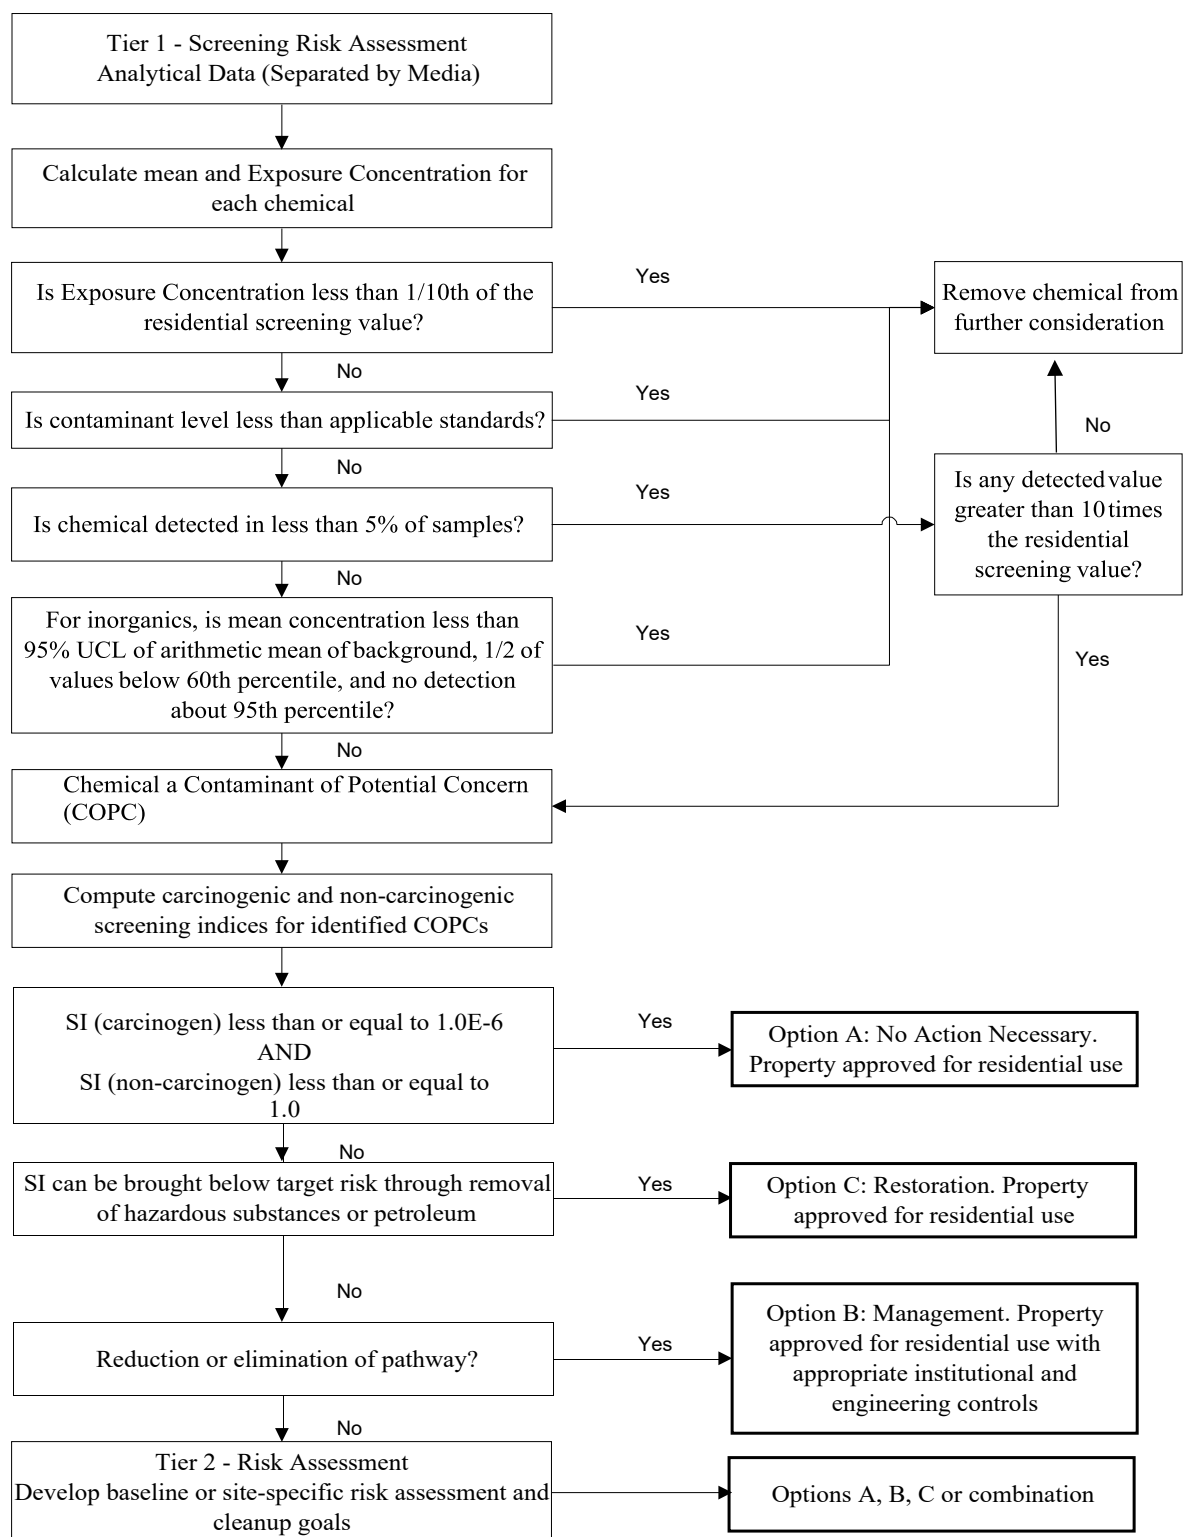 Tier 1 - Screening Risk Assessment
Analytical Data (Separated by Media)
Calculate mean and Exposure Concentration for
each chemical
Is Exposure Concentration less than 1/10th of the
residential screening value?
Yes
Remove chemical from
further consideration
No
Is contaminant level less than applicable standards?
Yes
No
No
Is chemical detected in less than 5% of samples?
Yes
Is any detected value
greater than 10 times
the residential
screening value?
No
For inorganics, is mean concentration less than
95% UCL of arithmetic mean of background, 1/2 of
values below 60th percentile, and no detection
about 95th percentile?
Yes
Yes
No
Chemical a Contaminant of Potential Concern
(COPC)
Compute carcinogenic and non-carcinogenic
screening indices for identified COPCs
SI (carcinogen) less than or equal to 1.0E-6
AND
SI (non-carcinogen) less than or equal to
1.0
Yes
Option A: No Action Necessary.
Property approved for residential use
No
SI can be brought below target risk through removal
of hazardous substances or petroleum
Yes
Option C: Restoration. Property
approved for residential use
No
Reduction or elimination of pathway?
Yes
Option B: Management. Property
approved for residential use with
appropriate institutional and
engineering controls
No
Tier 2 - Risk Assessment
Develop baseline or site-specific risk assessment and
cleanup goals
Options A, B, C or combination